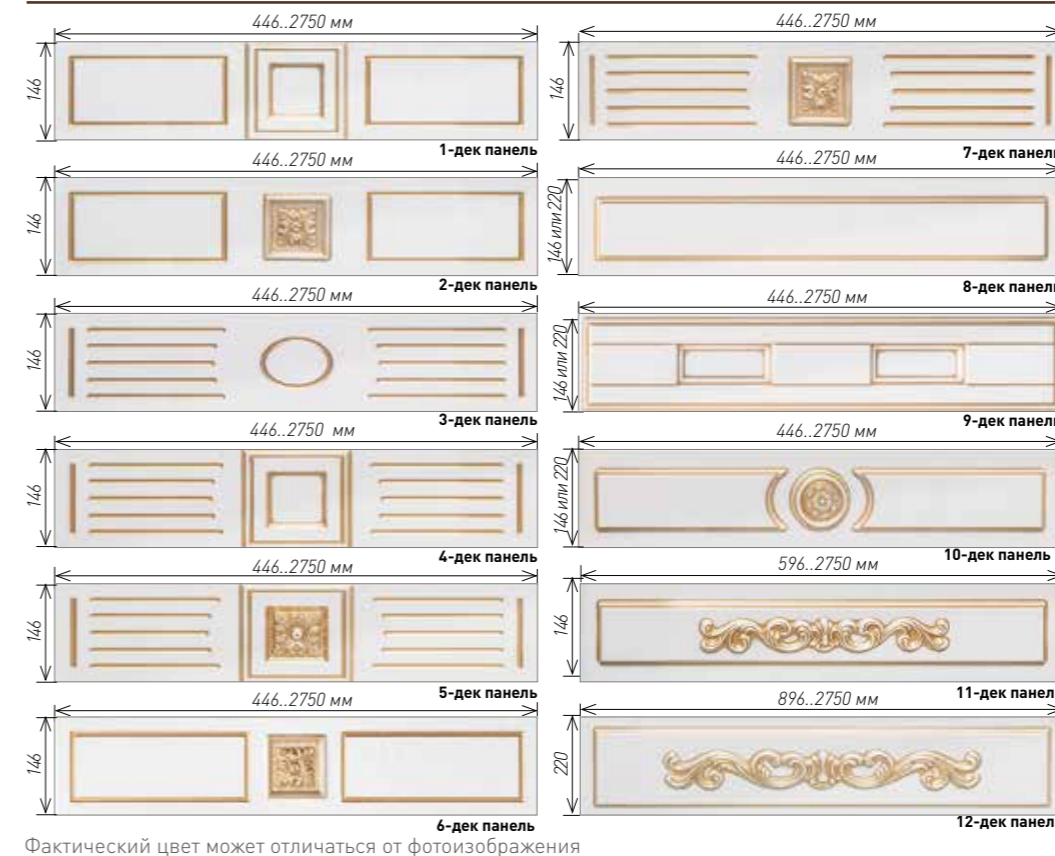 446..2750 мм
146
1-дек панель
446..2750 мм
146
2-дек панель
446..2750 мм
146
3-дек панель
446..2750 мм
146
4-дек панель
446..2750 мм
146
5-дек панель
446..2750 мм
146
6-дек панель
446..2750 мм
146
7-дек панель
446..2750 мм
146 или 220
8-дек панель
446..2750 мм
146 или 220
9-дек панель
446..2750 мм
146 или 220
10-дек панель
596..2750 мм
146
11-дек панель
896..2750 мм
220
12-дек панель
Фактический цвет может отличаться от фотоизображения